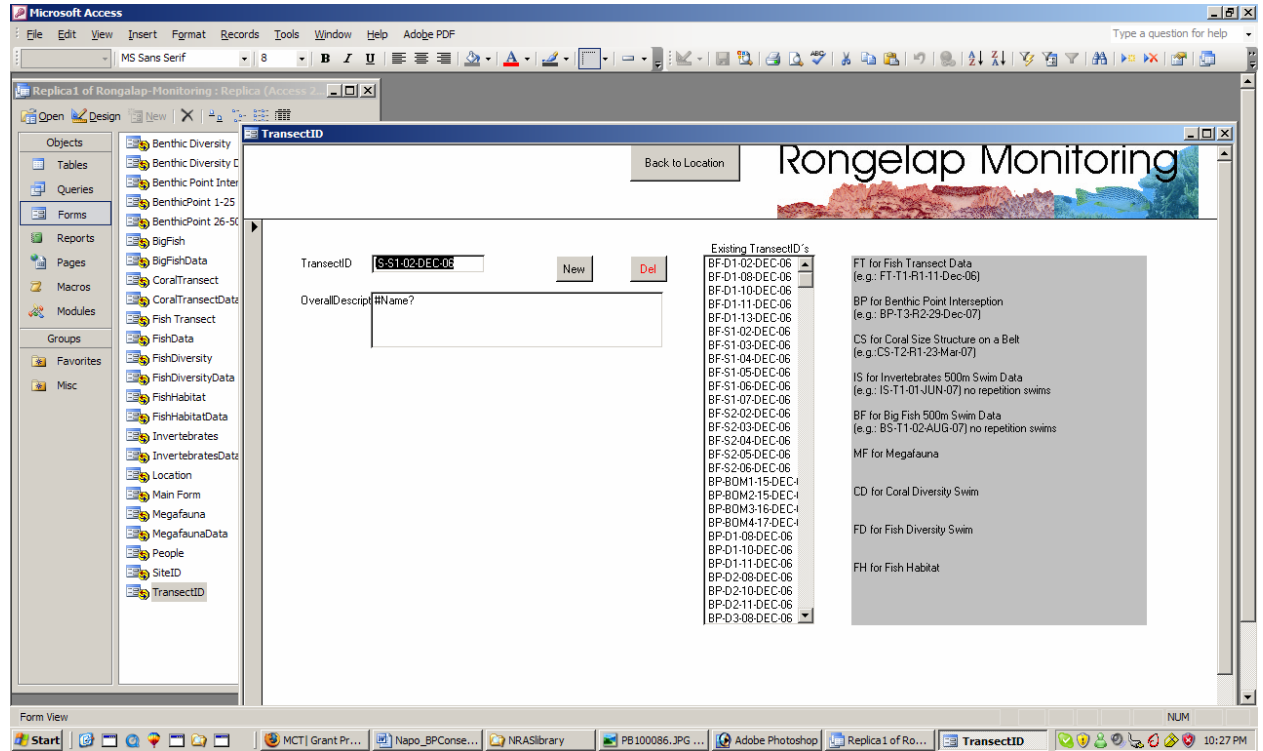 Microsoft Access
File Edit View Insert Format Records Tools Window Help Adobe PDF Type a question for help
MS Sans Serif 8 B I U
Replica1 of Rongalap-Monitoring : Replica (Access 2...
Open Design New
Objects
Tables
Queries
Forms
Reports
Pages
Macros
Modules
Groups
Favorites
Misc
Benthic Diversity
Benthic Diversity D
Benthic Point Inter
BenthicPoint 1-25
BenthicPoint 26-50
BigFish
BigFishData
CoralTransect
CoralTransectData
Fish Transect
FishData
FishDiversity
FishDiversityData
FishHabitat
FishHabitatData
Invertebrates
InvertebratesData
Location
Main Form
Megafauna
MegafaunaData
People
SiteID
TransectID
TransectID
Back to Location
Rongelap Monitoring
TransectID S-S1-02-DEC-06 New Del
OverallDescript #Name?
Existing TransectID´s
BF-D1-02-DEC-06
BF-D1-08-DEC-06
BF-D1-10-DEC-06
BF-D1-11-DEC-06
BF-D1-13-DEC-06
BF-S1-02-DEC-06
BF-S1-03-DEC-06
BF-S1-04-DEC-06
BF-S1-05-DEC-06
BF-S1-06-DEC-06
BF-S1-07-DEC-06
BF-S2-02-DEC-06
BF-S2-03-DEC-06
BF-S2-04-DEC-06
BF-S2-05-DEC-06
BF-S2-06-DEC-06
BP-BOM1-15-DEC-
BP-BOM2-15-DEC-
BP-BOM3-16-DEC-
BP-BOM4-17-DEC-
BP-D1-08-DEC-06
BP-D1-10-DEC-06
BP-D1-11-DEC-06
BP-D2-08-DEC-06
BP-D2-10-DEC-06
BP-D2-11-DEC-06
BP-D3-08-DEC-06
FT for Fish Transect Data
(e.g.: FT-T1-R1-11-Dec-06)
BP for Benthic Point Interseption
(e.g.: BP-T3-R2-29-Dec-07)
CS for Coral Size Structure on a Belt
(e.g.:CS-T2-R1-23-Mar-07)
IS for Invertebrates 500m Swim Data
(e.g.: IS-T1-01-JUN-07) no repetition swims
BF for Big Fish 500m Swim Data
(e.g.: BS-T1-02-AUG-07) no repetition swims
MF for Megafauna
CD for Coral Diversity Swim
FD for Fish Diversity Swim
FH for Fish Habitat
Form View NUM
Start MCT| Grant Pr... Napo_BPConse... NRASlibrary PB100086.JPG ... Adobe Photoshop Replica1 of Ro... TransectID 10:27 PM